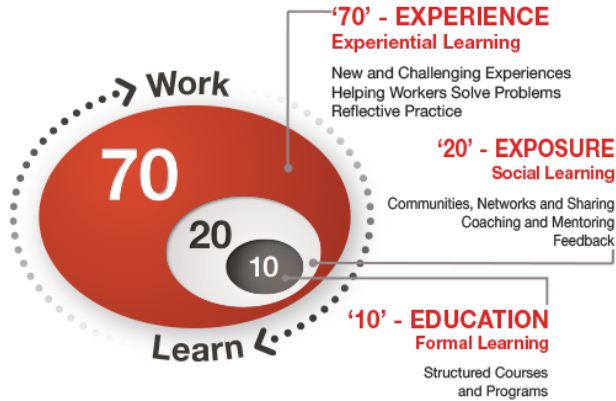 ‘70’ - EXPERIENCE
Experiential Learning
New and Challenging Experiences
Helping Workers Solve Problems
Reflective Practice
Work
70
‘20’ - EXPOSURE
Social Learning
Communities, Networks and Sharing
Coaching and Mentoring
Feedback
20
10
‘10’ - EDUCATION
Formal Learning
Structured Courses
and Programs
Learn